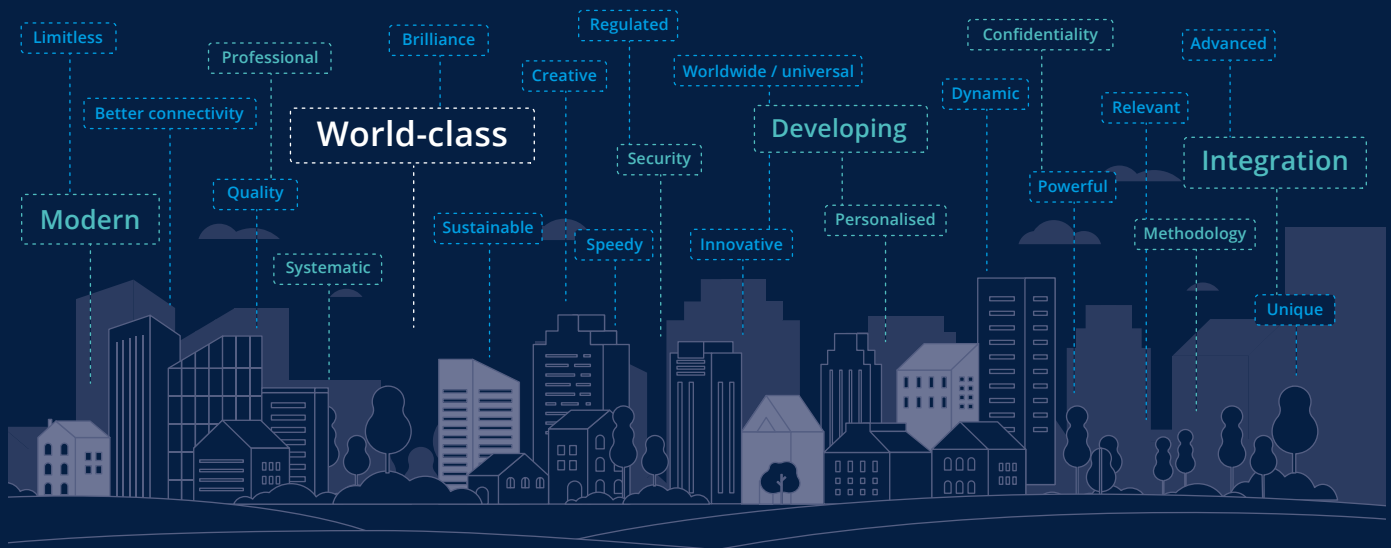 Limitless
Professional
Brilliance
Regulated
Creative
Worldwide / universal
Confidentiality
Advanced
Better connectivity
World-class
Developing
Dynamic
Relevant
Security
Integration
Modern
Quality
Sustainable
Speedy
Innovative
Personalised
Powerful
Methodology
Systematic
Unique